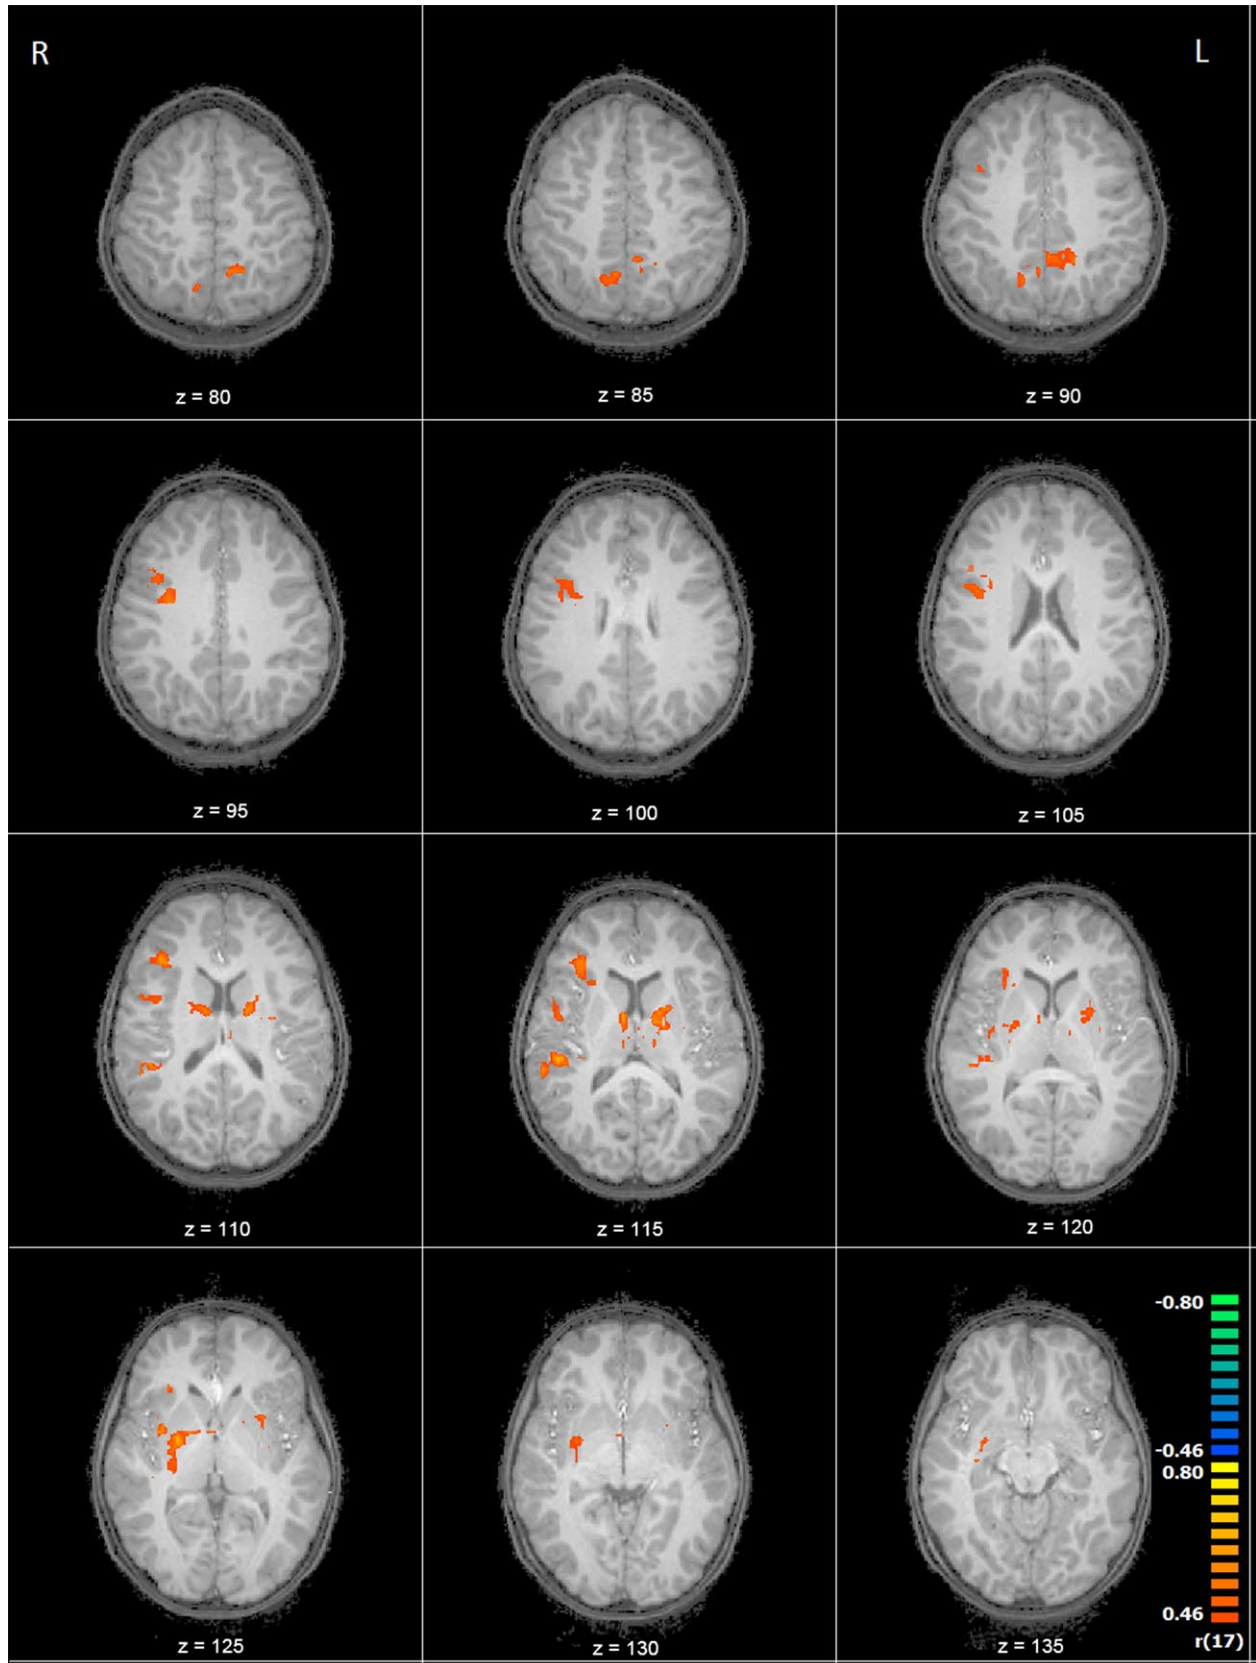 R
L
z = 80
z = 85
z = 90
z = 95
z = 100
z = 105
z = 110
z = 115
z = 120
-0.80
-0.46
0.80
0.46
r(17)
z = 125
z = 130
z = 135